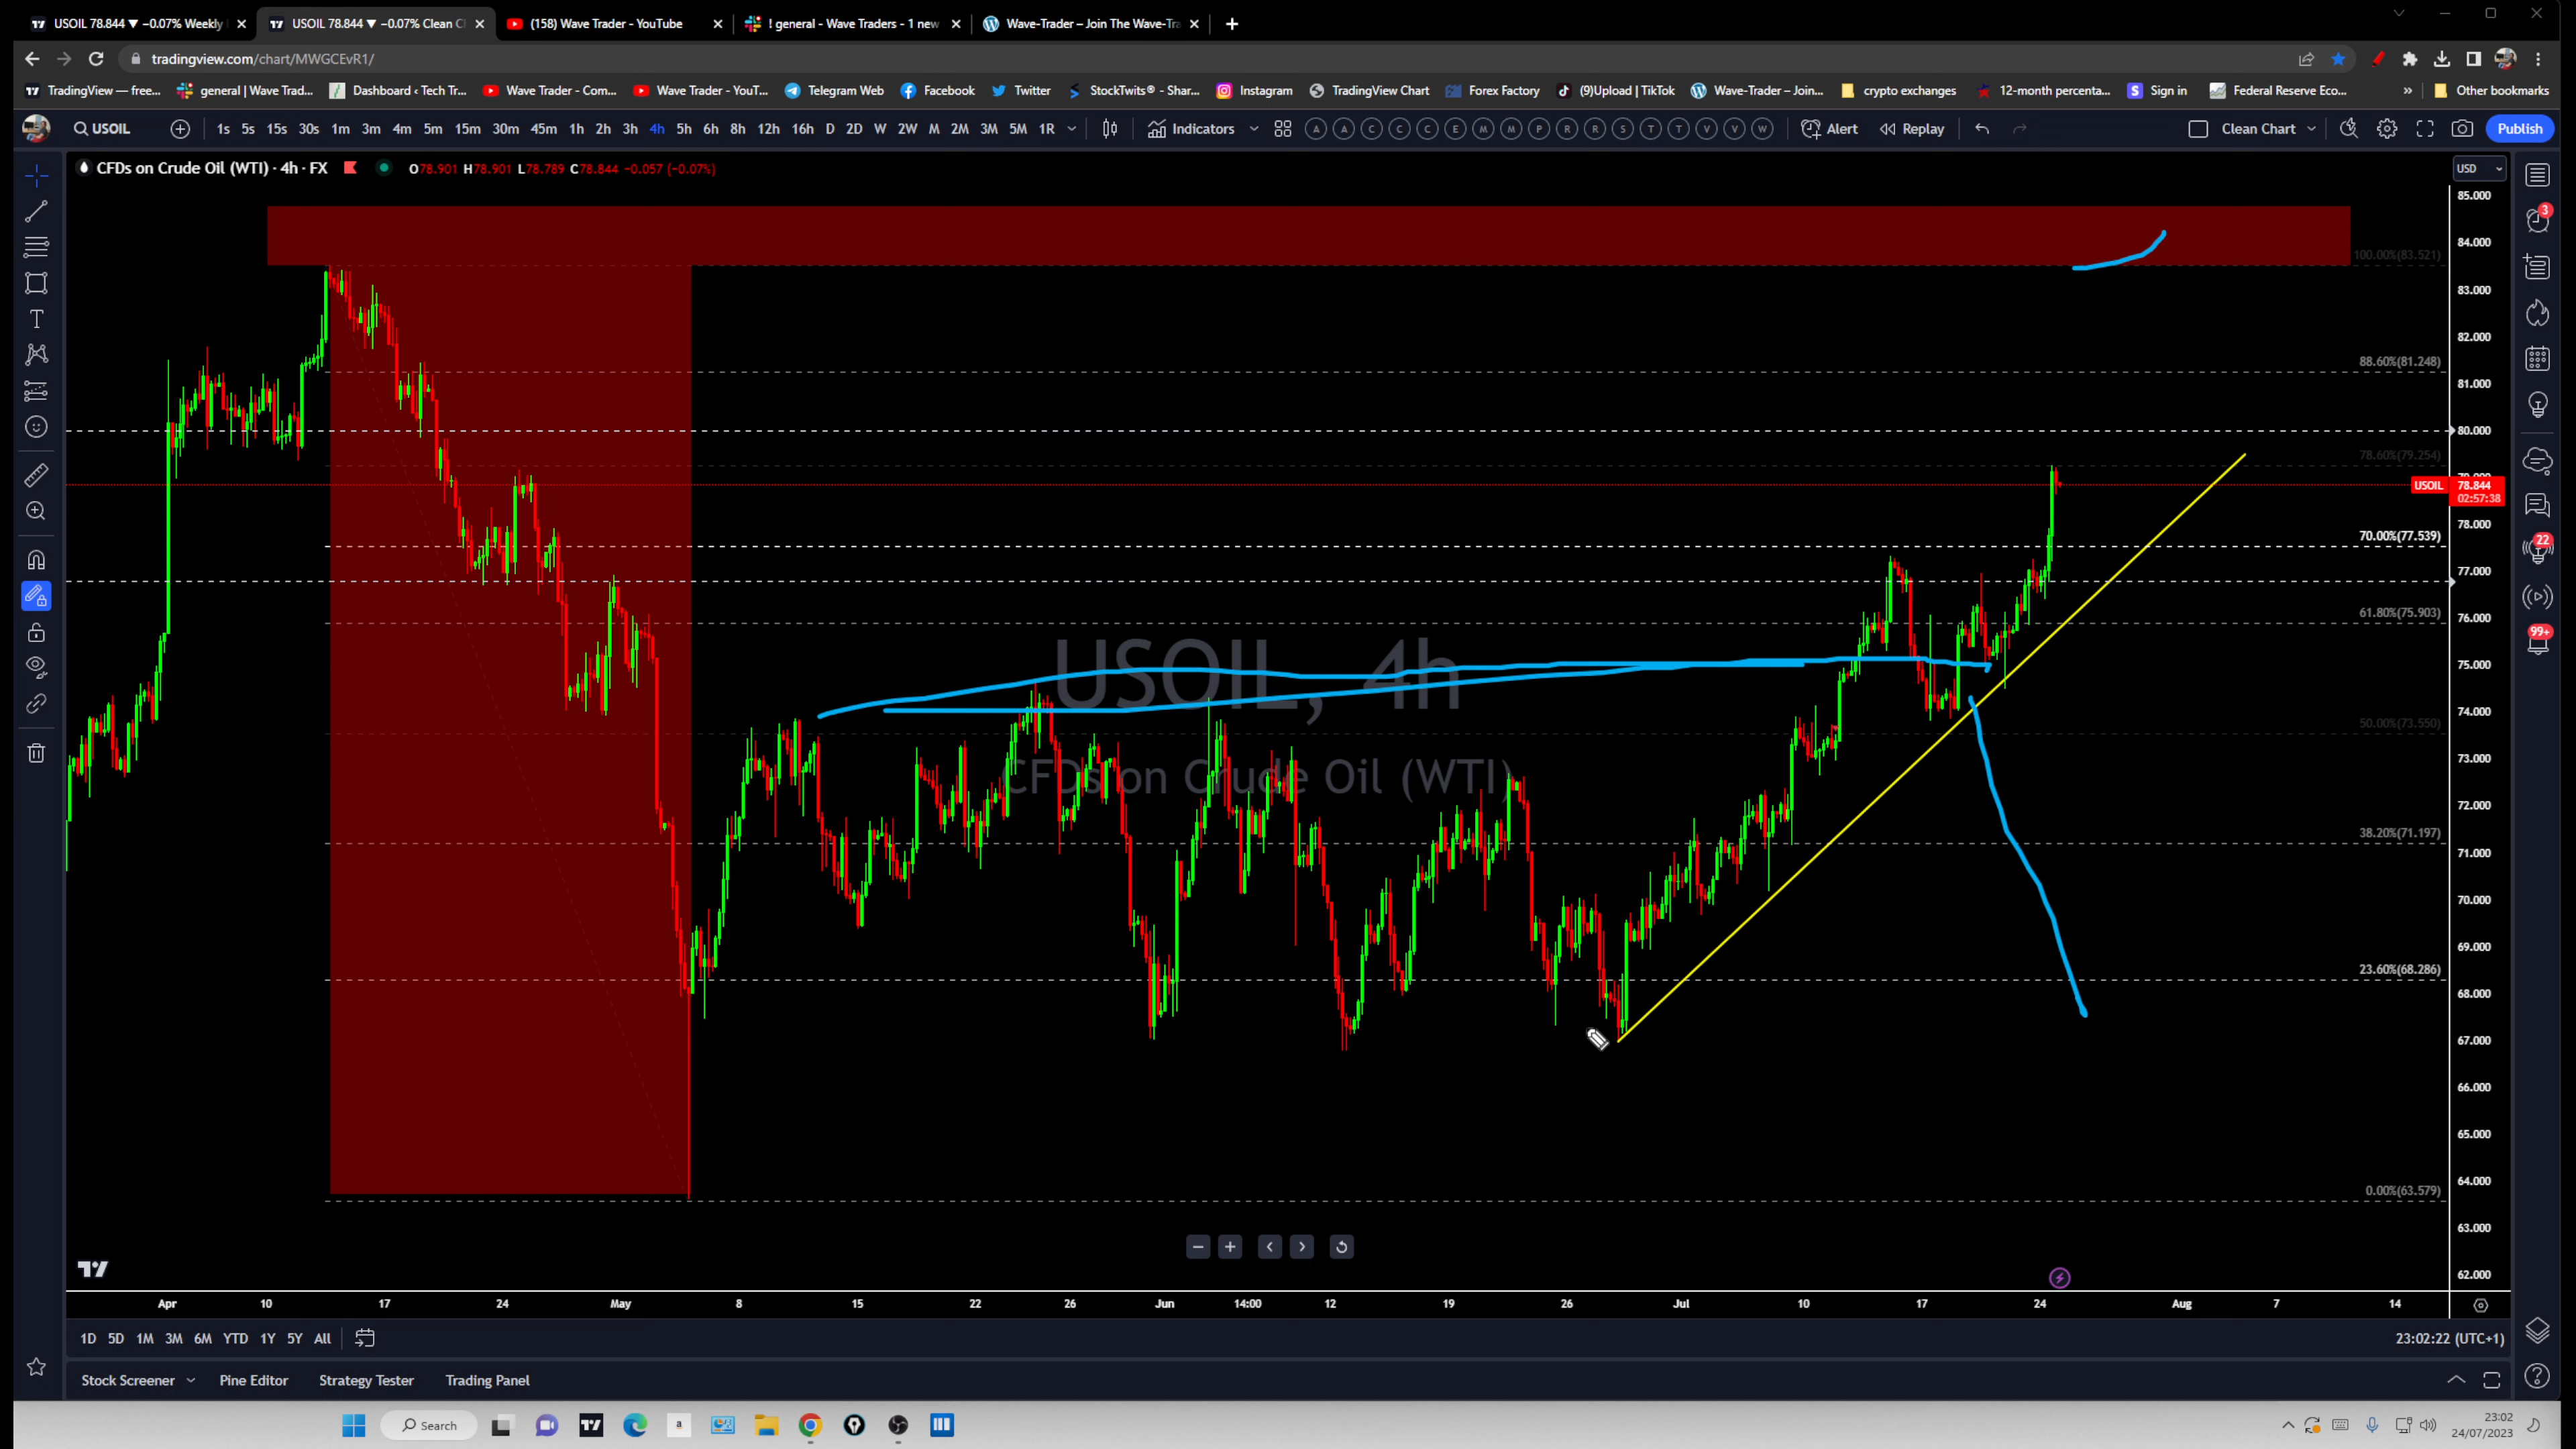 USOIL 78.844 ▼ −0.07% Weekly
USOIL 78.844 ▼ −0.07% Clean Cl
(158) Wave Trader - YouTube
! general - Wave Traders - 1 new
Wave-Trader – Join The Wave-Tra
tradingview.com/chart/MWGCEvR1/
TradingView — free...
general | Wave Trad...
Dashboard ‹ Tech Tr...
Wave Trader - Com...
Wave Trader - YouT...
Telegram Web
Facebook
Twitter
StockTwits® - Shar...
Instagram
TradingView Chart
Forex Factory
(9)Upload | TikTok
Wave-Trader – Join...
crypto exchanges
12-month percenta...
Sign in
Federal Reserve Eco...
»
Other bookmarks
USOIL
1s 5s 15s 30s 1m 3m 4m 5m 15m 30m 45m 1h 2h 3h 4h 5h 6h 8h 12h 16h D 2D W 2W M 2M 3M 5M 1R
Indicators
A A C C C E M M P R R S T T V V W
Alert
Replay
Clean Chart
Publish
CFDs on Crude Oil (WTI) · 4h · FX
O78.901 H78.901 L78.789 C78.844 −0.057 (−0.07%)
USD
85.000
84.000
100.00%(83.521)
83.000
82.000
88.60%(81.248)
81.000
80.000
78.60%(79.254)
USOIL 78.844
02:57:38
78.000
70.00%(77.539)
77.000
76.000
61.80%(75.903)
75.000
74.000
50.00%(73.550)
73.000
72.000
38.20%(71.197)
71.000
70.000
69.000
23.60%(68.286)
68.000
67.000
66.000
65.000
64.000
0.00%(63.579)
63.000
62.000
USOIL, 4h
CFDs on Crude Oil (WTI)
3
22
99+
Apr 10 17 24 May 8 15 22 26 Jun 14:00 12 19 26 Jul 10 17 24 Aug 7 14
1D 5D 1M 3M 6M YTD 1Y 5Y All
23:02:22 (UTC+1)
Stock Screener
Pine Editor
Strategy Tester
Trading Panel
Search
23:02
24/07/2023